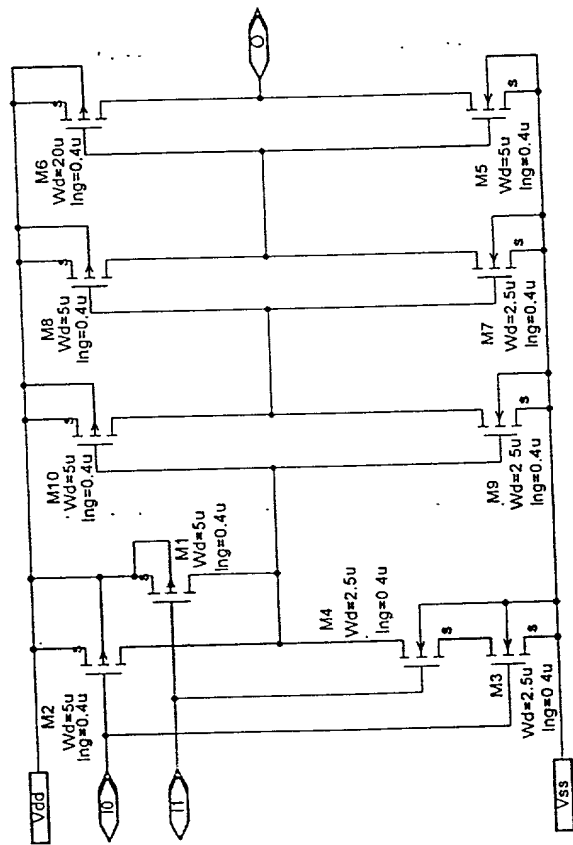 Vdd
I0
I1
Vss
M2
Wd=5u
lng=0.4u
M1
Wd=5u
lng=0.4u
M4
Wd=2.5u
lng=0 4u
M3
Wd=2.5u
lng=0 4u
M10
Wd=5u
lng=0.4u
M9
Wd=2 5u
lng=0.4u
M8
Wd=5u
lng=0.4u
M7
Wd=2.5u
lng=0.4u
M6
Wd=20u
lng=0.4u
M5
Wd=5u
lng=0.4u
O
s
s
s
s
s
s
s
s
s
s